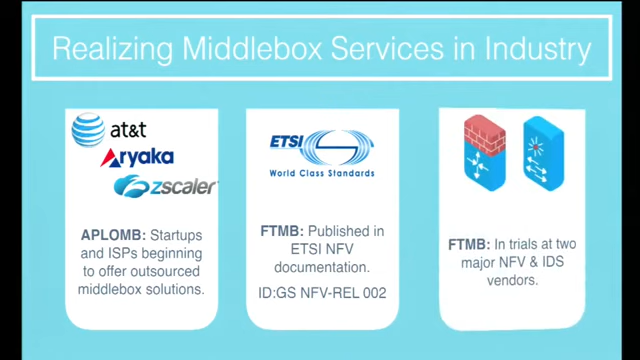 Realizing Middlebox Services in Industry
at&t
aryaka
zscaler
APLOMB: Startups
and ISPs beginning
to offer outsourced
middlebox solutions.
ETSI
World Class Standards
FTMB: Published in
ETSI NFV
documentation.
ID:GS NFV-REL 002
FTMB: In trials at two
major NFV & IDS
vendors.